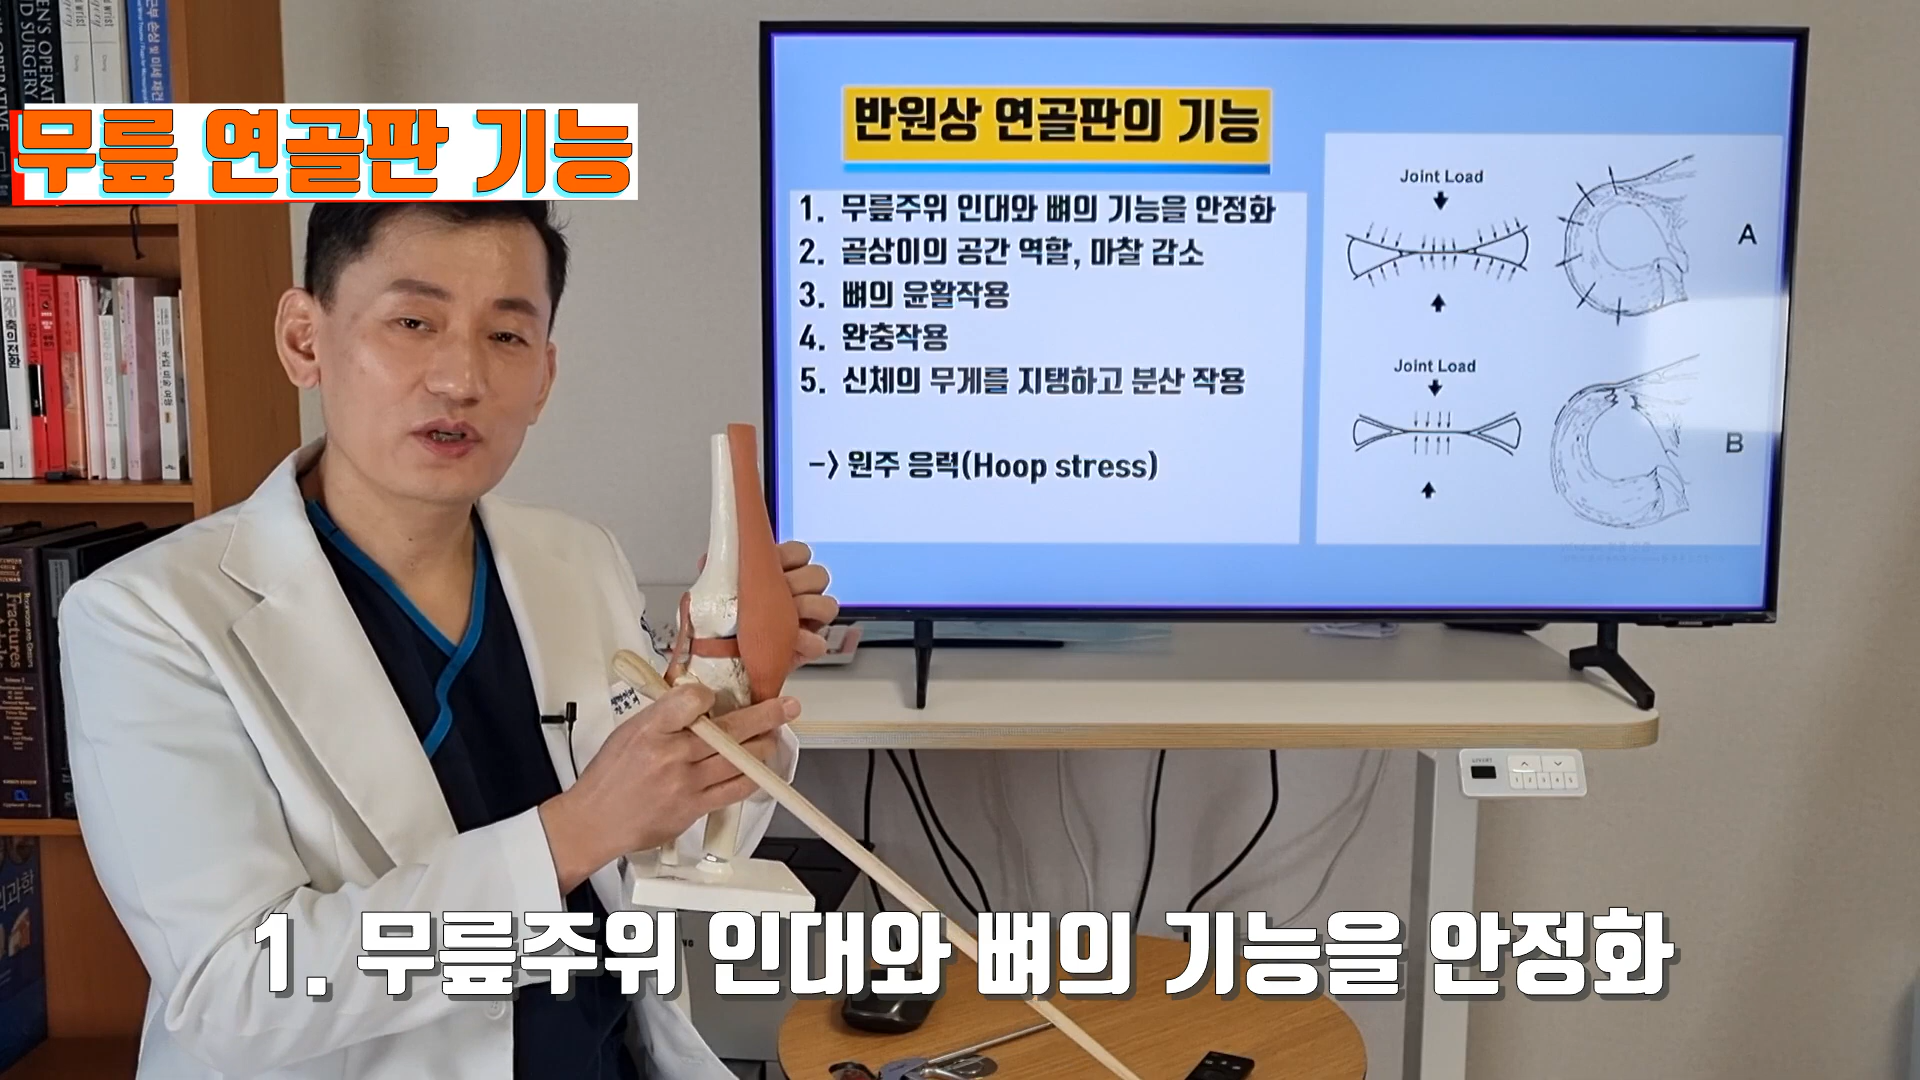 무릎 연골판 기능
반원상 연골판의 기능
1. 무릎주위 인대와 뼈의 기능을 안정화
2. 골상이의 공간 역할, 마찰 감소
3. 뼈의 윤활작용
4. 완충작용
5. 신체의 무게를 지탱하고 분산 작용
-> 원주 응력(Hoop stress)
Joint Load
A
Joint Load
B
축의전환
Fractures
1. 무릎주위 인대와 뼈의 기능을 안정화